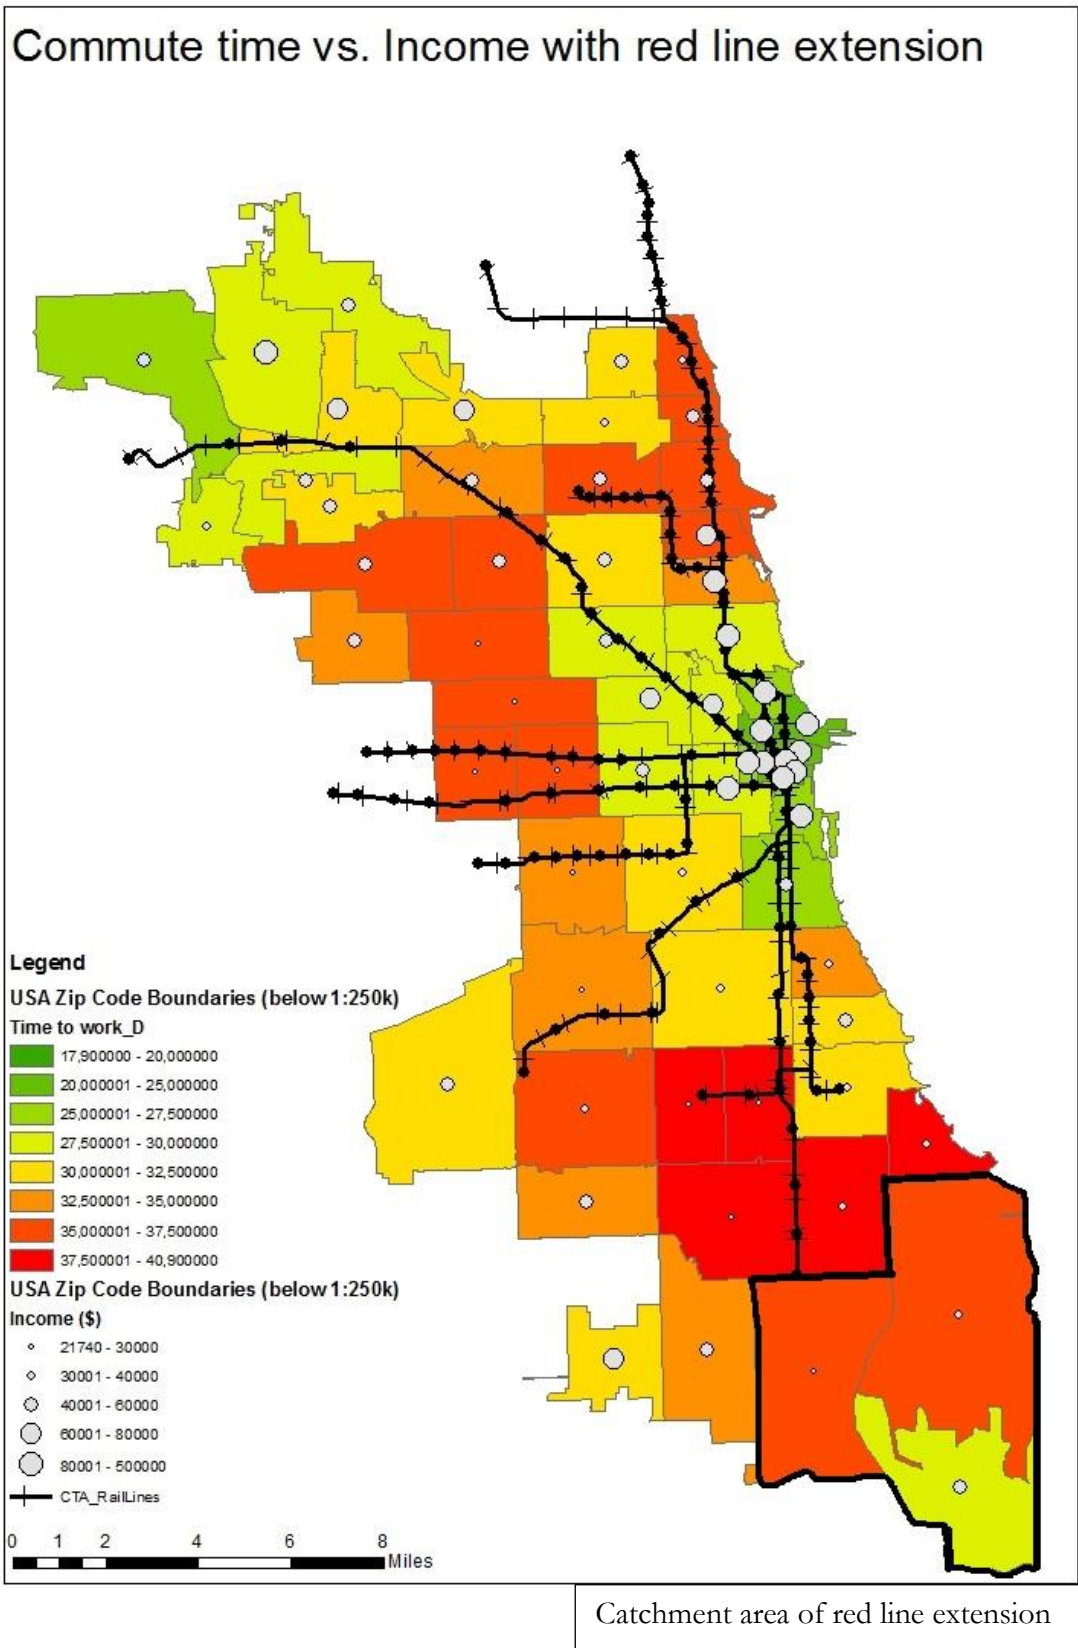 Commute time vs. Income with red line extension
Legend
USA Zip Code Boundaries (below 1:250k)
Time to work_D
17,900000 - 20,000000
20,000001 - 25,000000
25,000001 - 27,500000
27,500001 - 30,000000
30,000001 - 32,500000
32,500001 - 35,000000
35,000001 - 37,500000
37,500001 - 40,900000
USA Zip Code Boundaries (below 1:250k)
Income ($)
21740 - 30000
30001 - 40000
40001 - 60000
60001 - 80000
80001 - 500000
CTA_RailLines
0 1 2 4 6 8
Miles
Catchment area of red line extension